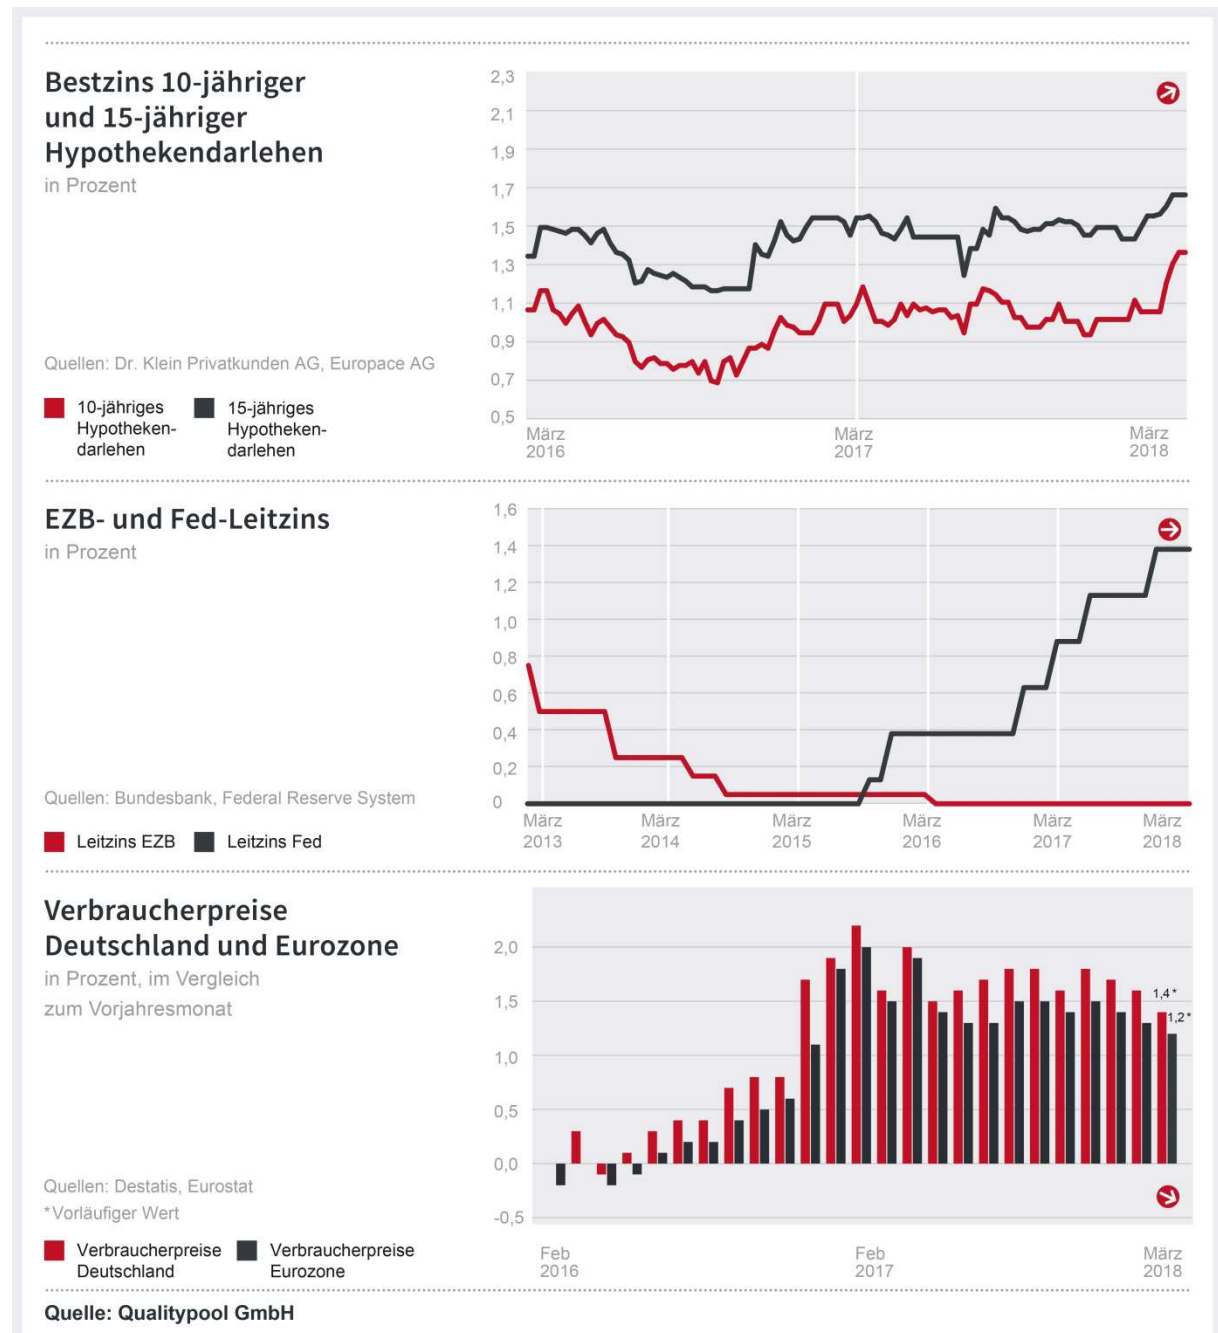 Bestzins 10-jähriger
und 15-jähriger
Hypothekendarlehen
in Prozent
Quellen: Dr. Klein Privatkunden AG, Europace AG
10-jähriges
Hypotheken-
darlehen
15-jähriges
Hypotheken-
darlehen
2,3
2,1
1,9
1,7
1,5
1,3
1,1
0,9
0,7
0,5
März
2016
März
2017
März
2018
EZB- und Fed-Leitzins
in Prozent
Quellen: Bundesbank, Federal Reserve System
Leitzins EZB
Leitzins Fed
1,6
1,4
1,2
1,0
0,8
0,6
0,4
0,2
0
März
2013
März
2014
März
2015
März
2016
März
2017
März
2018
Verbraucherpreise
Deutschland und Eurozone
in Prozent, im Vergleich
zum Vorjahresmonat
Quellen: Destatis, Eurostat
*Vorläufiger Wert
Verbraucherpreise
Deutschland
Verbraucherpreise
Eurozone
2,0
1,5
1,0
0,5
0,0
-0,5
1,4*
1,2*
Feb
2016
Feb
2017
März
2018
Quelle: Qualitypool GmbH